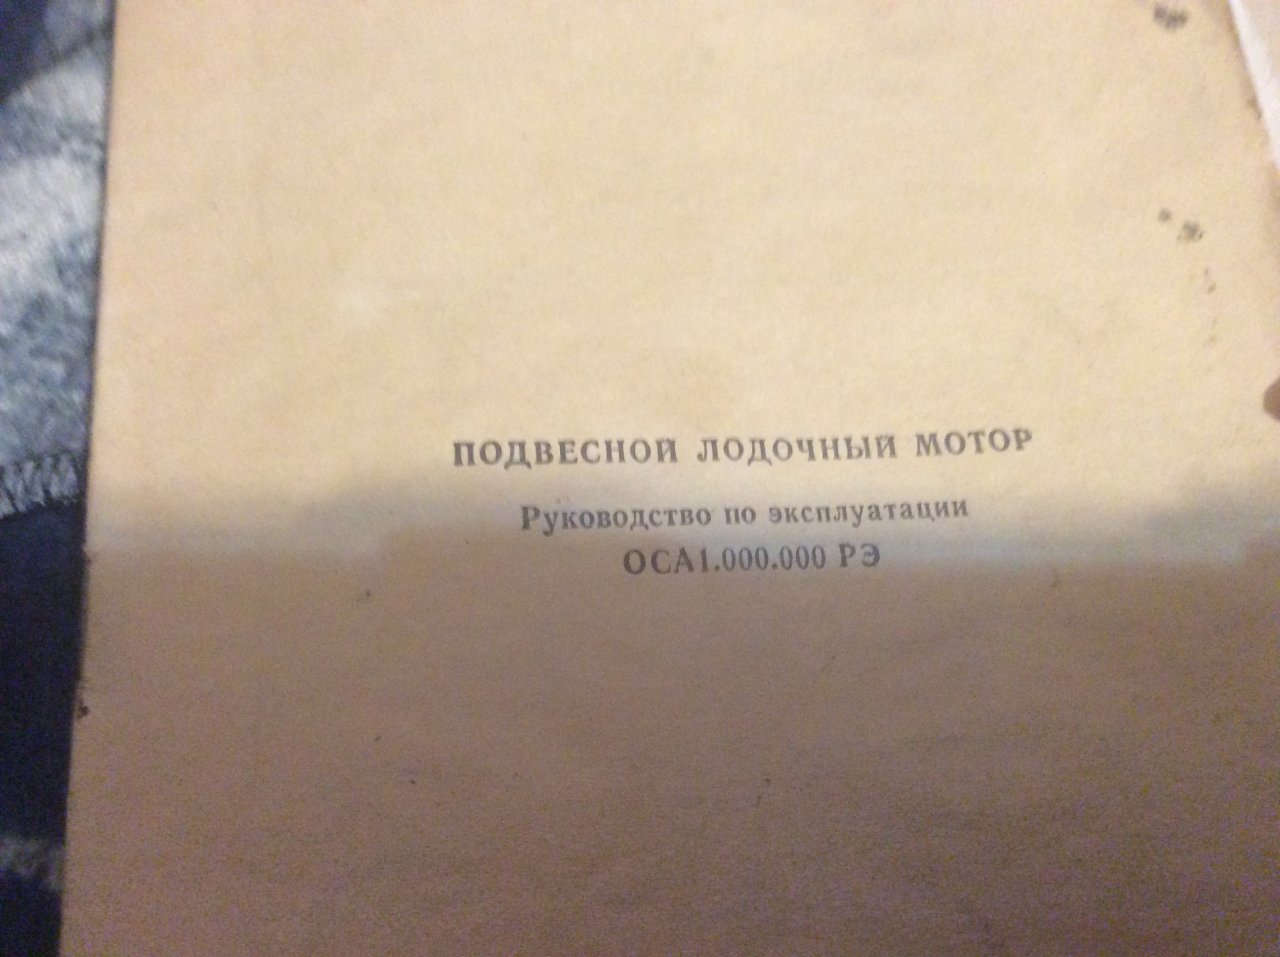 ПОДВЕСНОЙ ЛОДОЧНЫЙ МОТОР
Руководство по эксплуатации
ОСА1.000.000 РЭ